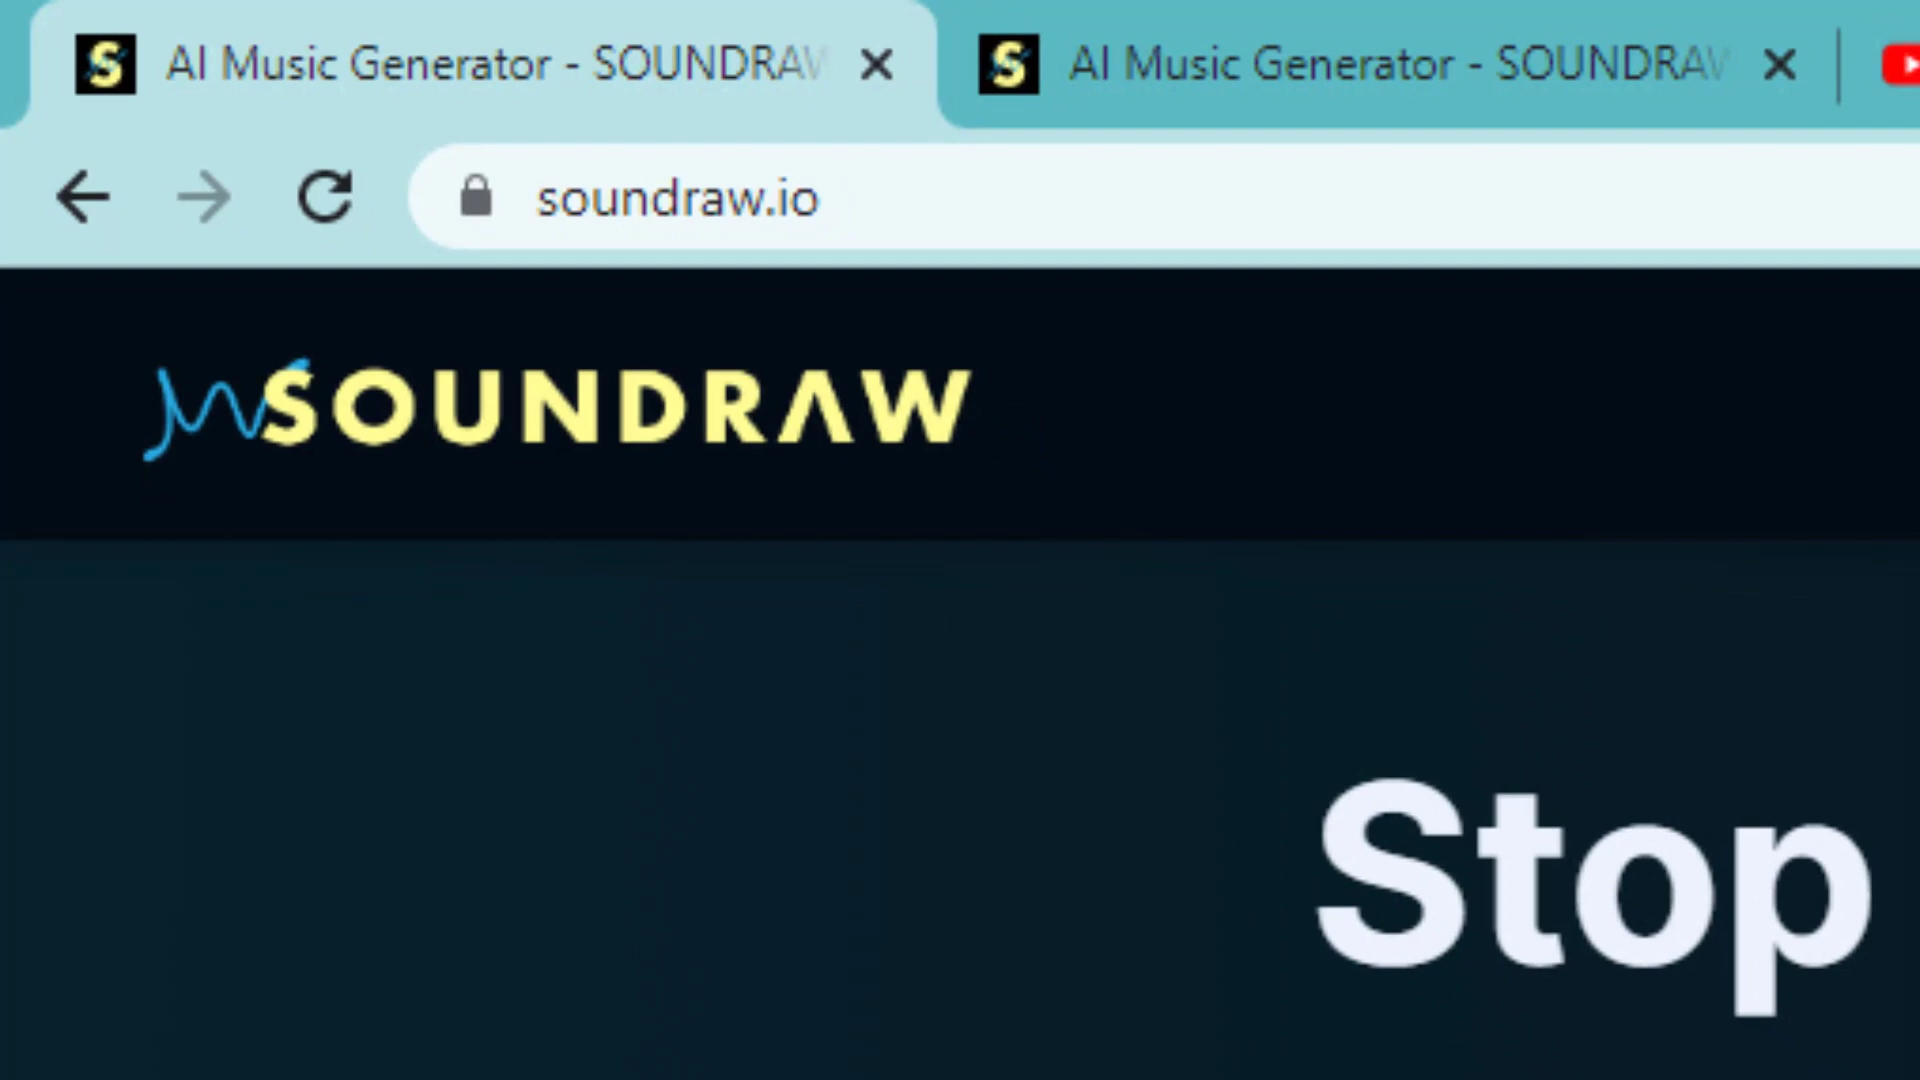 AI Music Generator - SOUNDRAW
AI Music Generator - SOUNDRAW
soundraw.io
SOUNDRAW
Stop